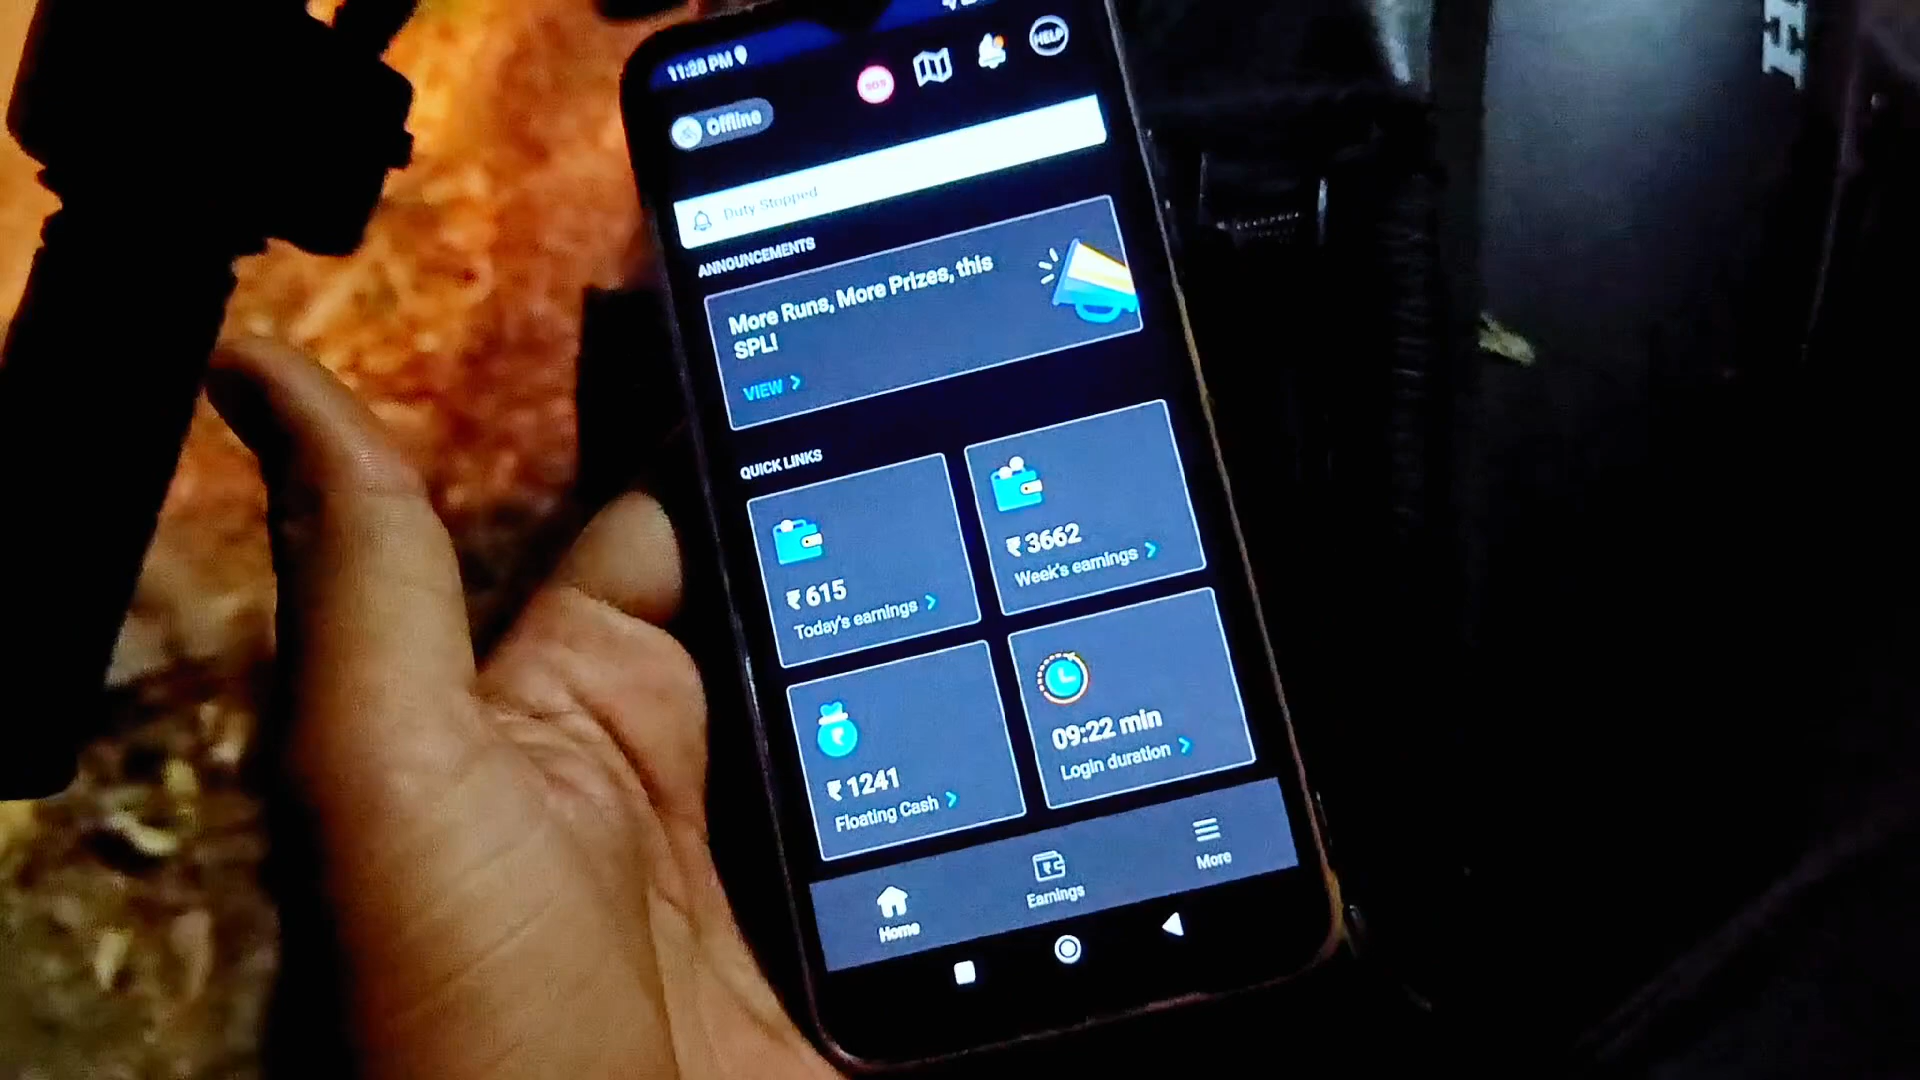 11:28 PM
SOS
HELP
Offline
Duty Stopped
ANNOUNCEMENTS
More Runs, More Prizes, this
SPL!
VIEW >
QUICK LINKS
₹ 615
Today's earnings >
₹ 3662
Week's earnings >
₹ 1241
Floating Cash >
09:22 min
Login duration >
Home
Earnings
More